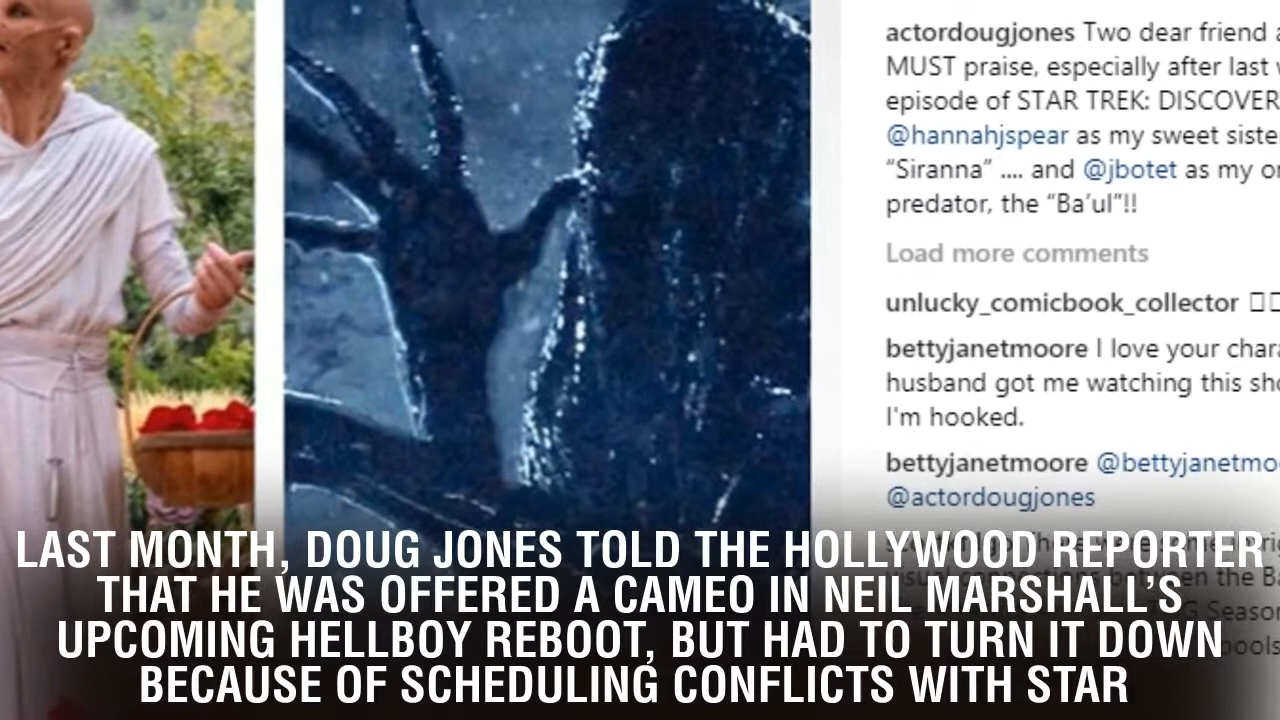 actordougjones Two dear friend a
MUST praise, especially after last
episode of STAR TREK: DISCOVER
@hannahjspear as my sweet siste
“Siranna” .... and @jbotet as my
predator, the “Ba’ul”!!
Load more comments
unlucky_comicbook_collector
bettyjanetmoore I love your chara
husband got me watching this sho
I'm hooked.
bettyjanetmoore @bettyjanetmo
@actordougjones
LAST MONTH, DOUG JONES TOLD THE HOLLYWOOD REPORTER
THAT HE WAS OFFERED A CAMEO IN NEIL MARSHALL’S
UPCOMING HELLBOY REBOOT, BUT HAD TO TURN IT DOWN
BECAUSE OF SCHEDULING CONFLICTS WITH STAR